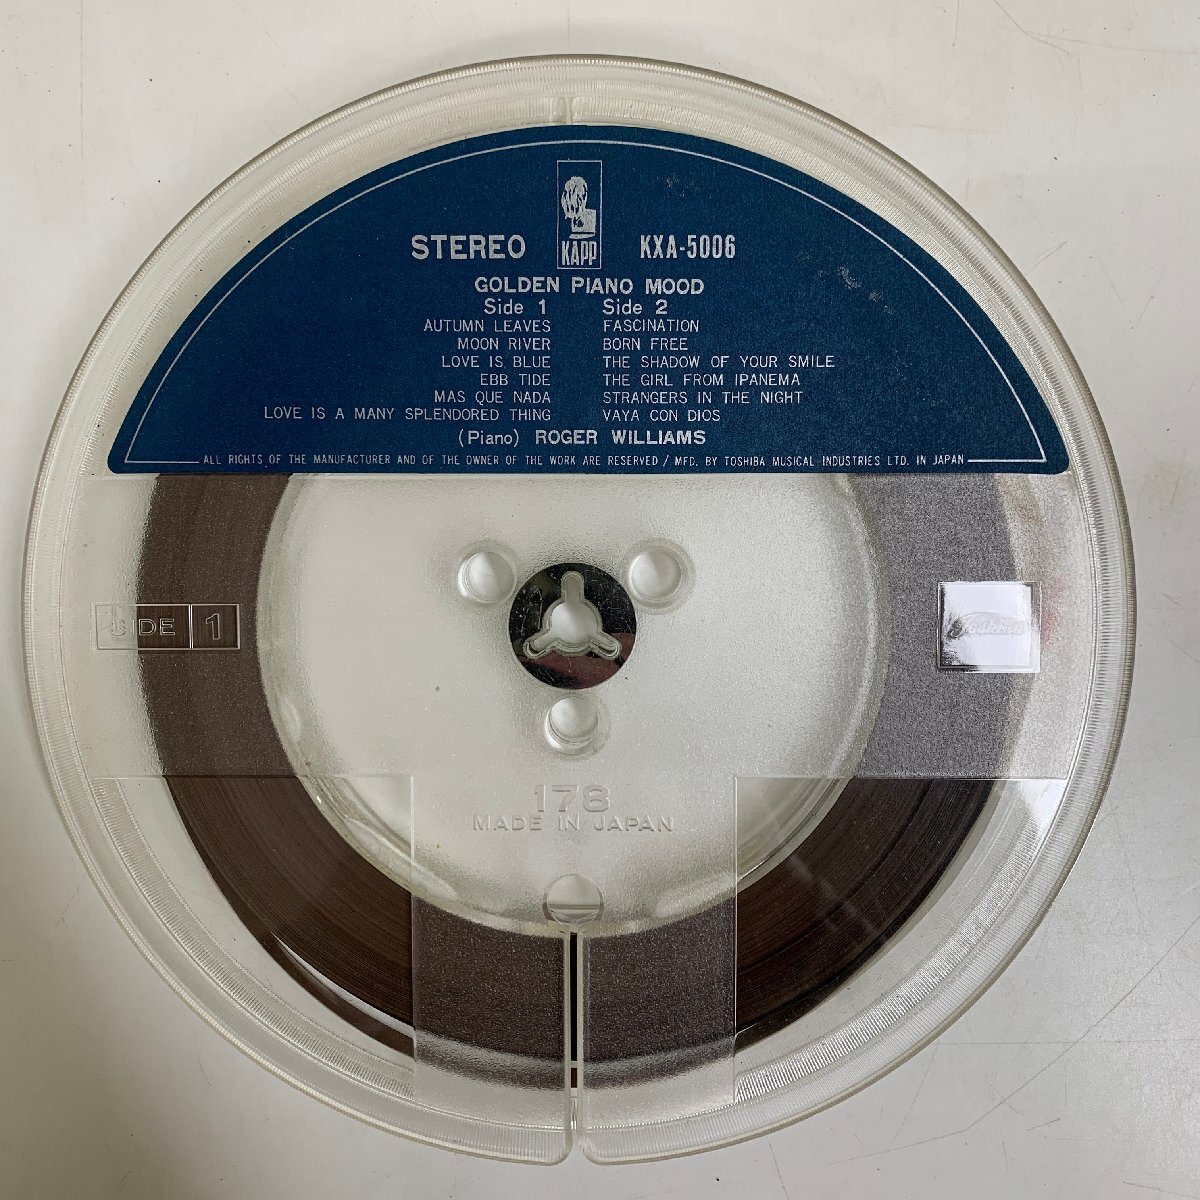 STEREO KAPP KXA-5006
GOLDEN PIANO MOOD
Side 1
AUTUMN LEAVES
MOON RIVER
LOVE IS BLUE
EBB TIDE
MAS QUE NADA
LOVE IS A MANY SPLENDORED THING
Side 2
FASCINATION
BORN FREE
THE SHADOW OF YOUR SMILE
THE GIRL FROM IPANEMA
STRANGERS IN THE NIGHT
VAYA CON DIOS
(Piano) ROGER WILLIAMS
ALL RIGHTS OF THE MANUFACTURER AND OF THE OWNER OF THE WORK ARE RESERVED / MFD. BY TOSHIBA MUSICAL INDUSTRIES LTD. IN JAPAN
SIDE 1
178
MADE IN JAPAN